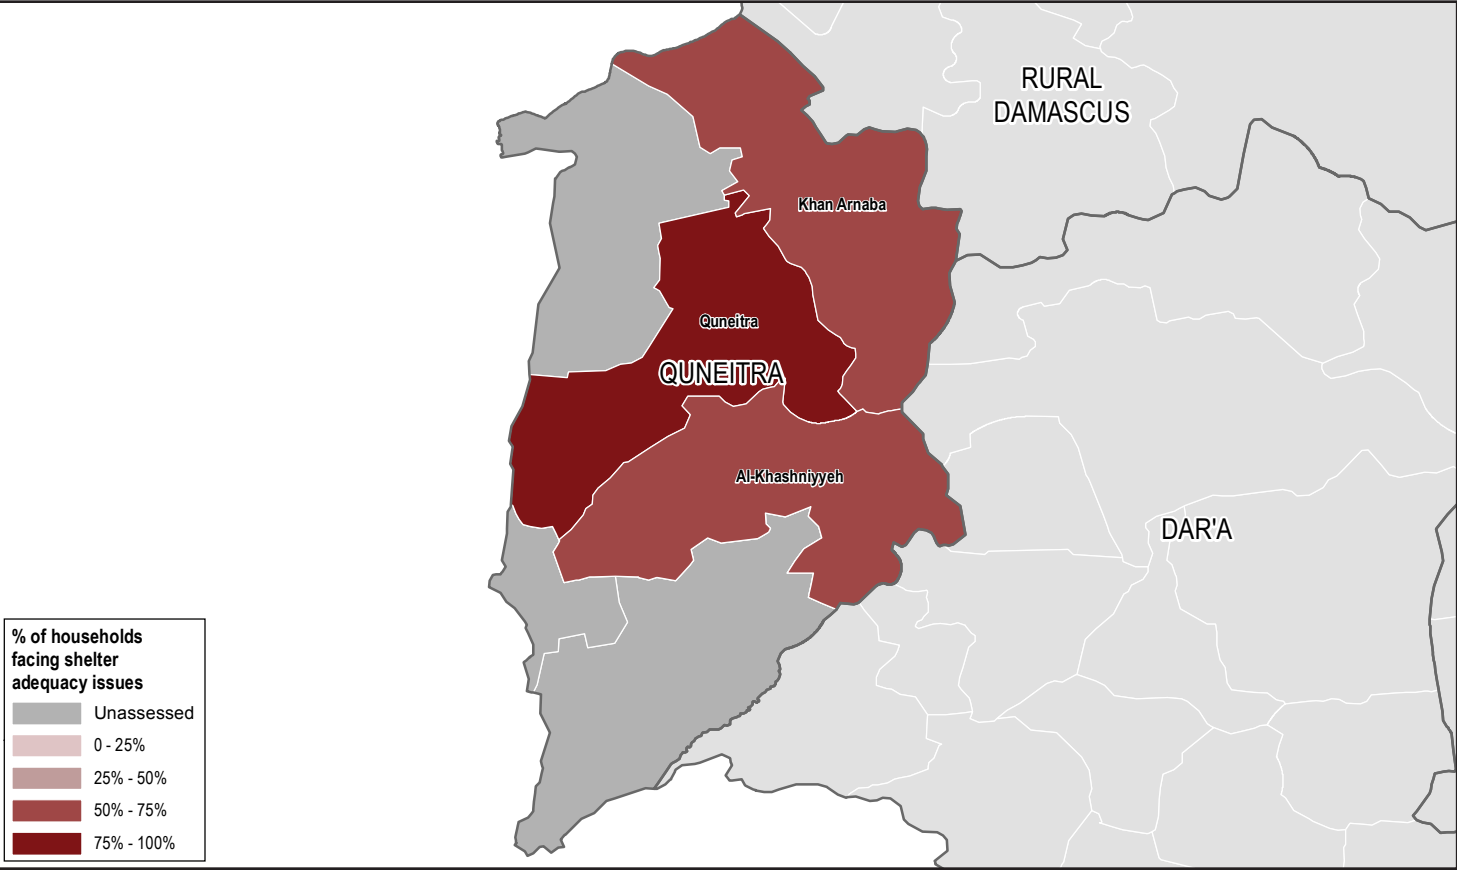 RURAL
DAMASCUS
Khan Arnaba
Quneitra
QUNEITRA
Al-Khashniyyeh
DAR'A
% of households
facing shelter
adequacy issues
Unassessed
0 - 25%
25% - 50%
50% - 75%
75% - 100%